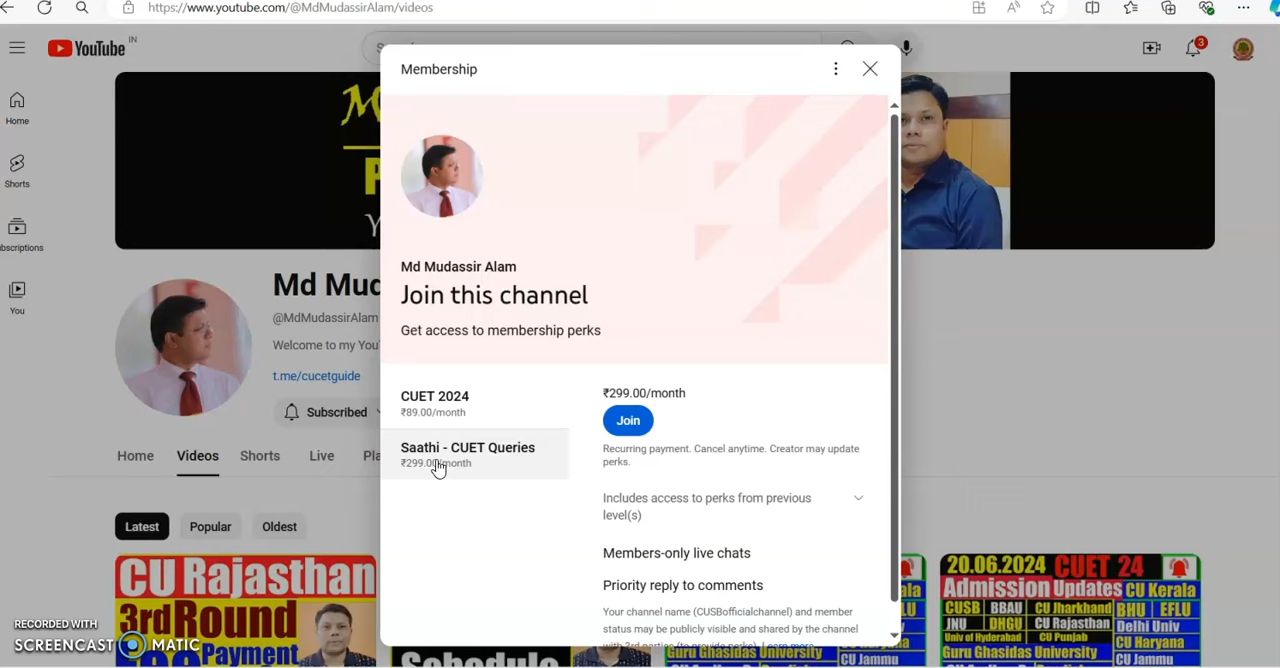 https://www.youtube.com/@MdMudassirAlam/videos
YouTube IN
3
Home
Shorts
You
Membership
Md Mudassir Alam
Join this channel
Get access to membership perks
CUET 2024
₹89.00/month
Saathi - CUET Queries
₹299.00/month
₹299.00/month
Join
Recurring payment. Cancel anytime. Creator may update
perks.
Includes access to perks from previous
level(s)
Members-only live chats
Priority reply to comments
Your channel name (CUSBofficialchannel) and member
status may be publicly visible and shared by the channel
@MdMudassirAlam
Welcome to my
t.me/cucetguide
Subscribed
Home
Videos
Shorts
Live
Latest
Popular
Oldest
CU Rajasthan
3rd Round
Payment
Schedule
20.06.2024 CUET 24
Admission Updates CU Kerala
CUSB BBAU CU Jharkhand BHU EFLU
JNU DHGU CU Rajasthan Delhi Univ
Univ of Hyderabad CU Punjab CU Haryana
Guru Ghasidas University CU Jammu
Guru Ghasidas University
CU Jammu
RECORDED WITH
SCREENCAST MATIC